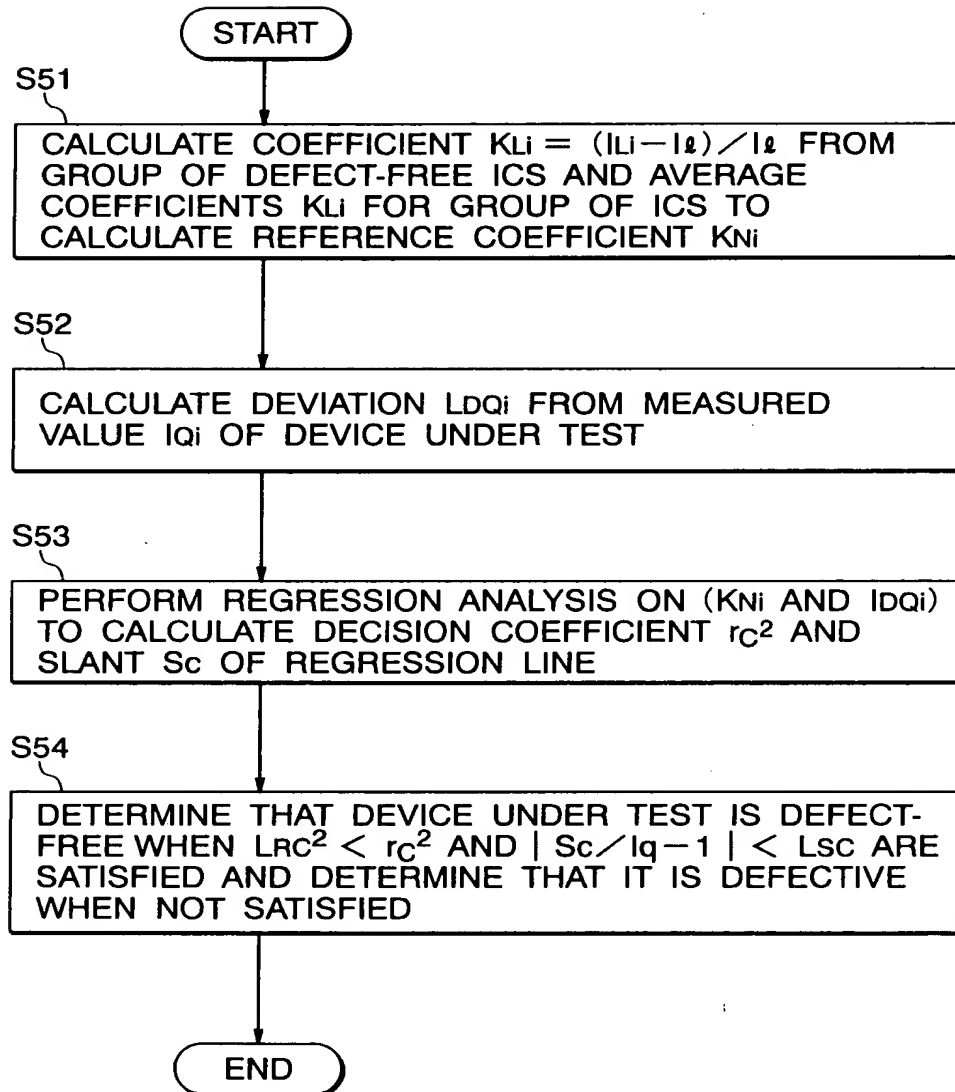 START
S51
CALCULATE COEFFICIENT KLi = (ILi－Iℓ)／Iℓ FROM
GROUP OF DEFECT-FREE ICS AND AVERAGE
COEFFICIENTS KLi FOR GROUP OF ICS TO
CALCULATE REFERENCE COEFFICIENT KNi
S52
CALCULATE DEVIATION LDQi FROM MEASURED
VALUE IQi OF DEVICE UNDER TEST
S53
PERFORM REGRESSION ANALYSIS ON (KNi AND IDQi)
TO CALCULATE DECISION COEFFICIENT rC² AND
SLANT Sc OF REGRESSION LINE
S54
DETERMINE THAT DEVICE UNDER TEST IS DEFECT-
FREE WHEN LRC² < rC² AND | Sc／Iq－1 | < LSC ARE
SATISFIED AND DETERMINE THAT IT IS DEFECTIVE
WHEN NOT SATISFIED
END